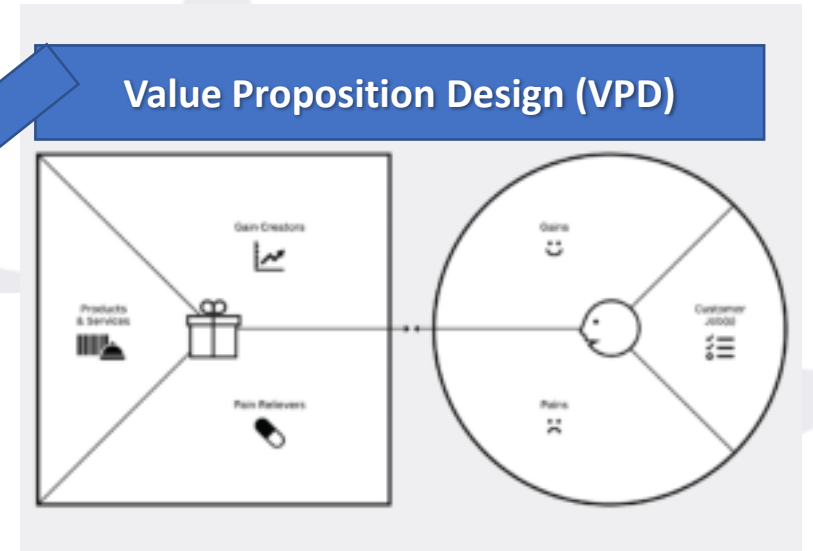 Value Proposition Design (VPD)
Gain Creators
Products
& Services
Pain Relievers
Gains
Customer
Job(s)
Pains